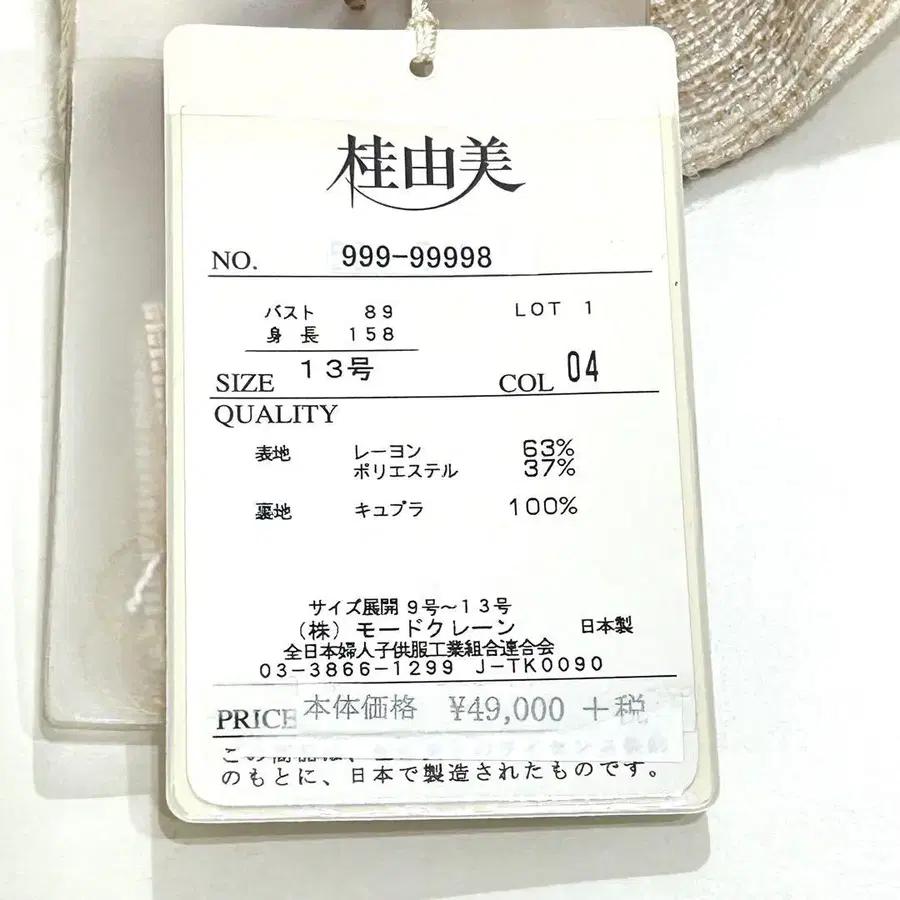 桂由美
NO. 999-99998
バスト 89 LOT 1
身長 158
SIZE 13号 COL 04
QUALITY
表地 レーヨン 63%
ポリエステル 37%
裏地 キュプラ 100%
サイズ展開 9号〜13号
(株)モードクレーン 日本製
全日本婦人子供服工業組合連合会
03-3866-1299 J-TK0090
PRICE 本体価格 ¥49,000 +税
この商品は、
のもとに、日本で製造されたものです。